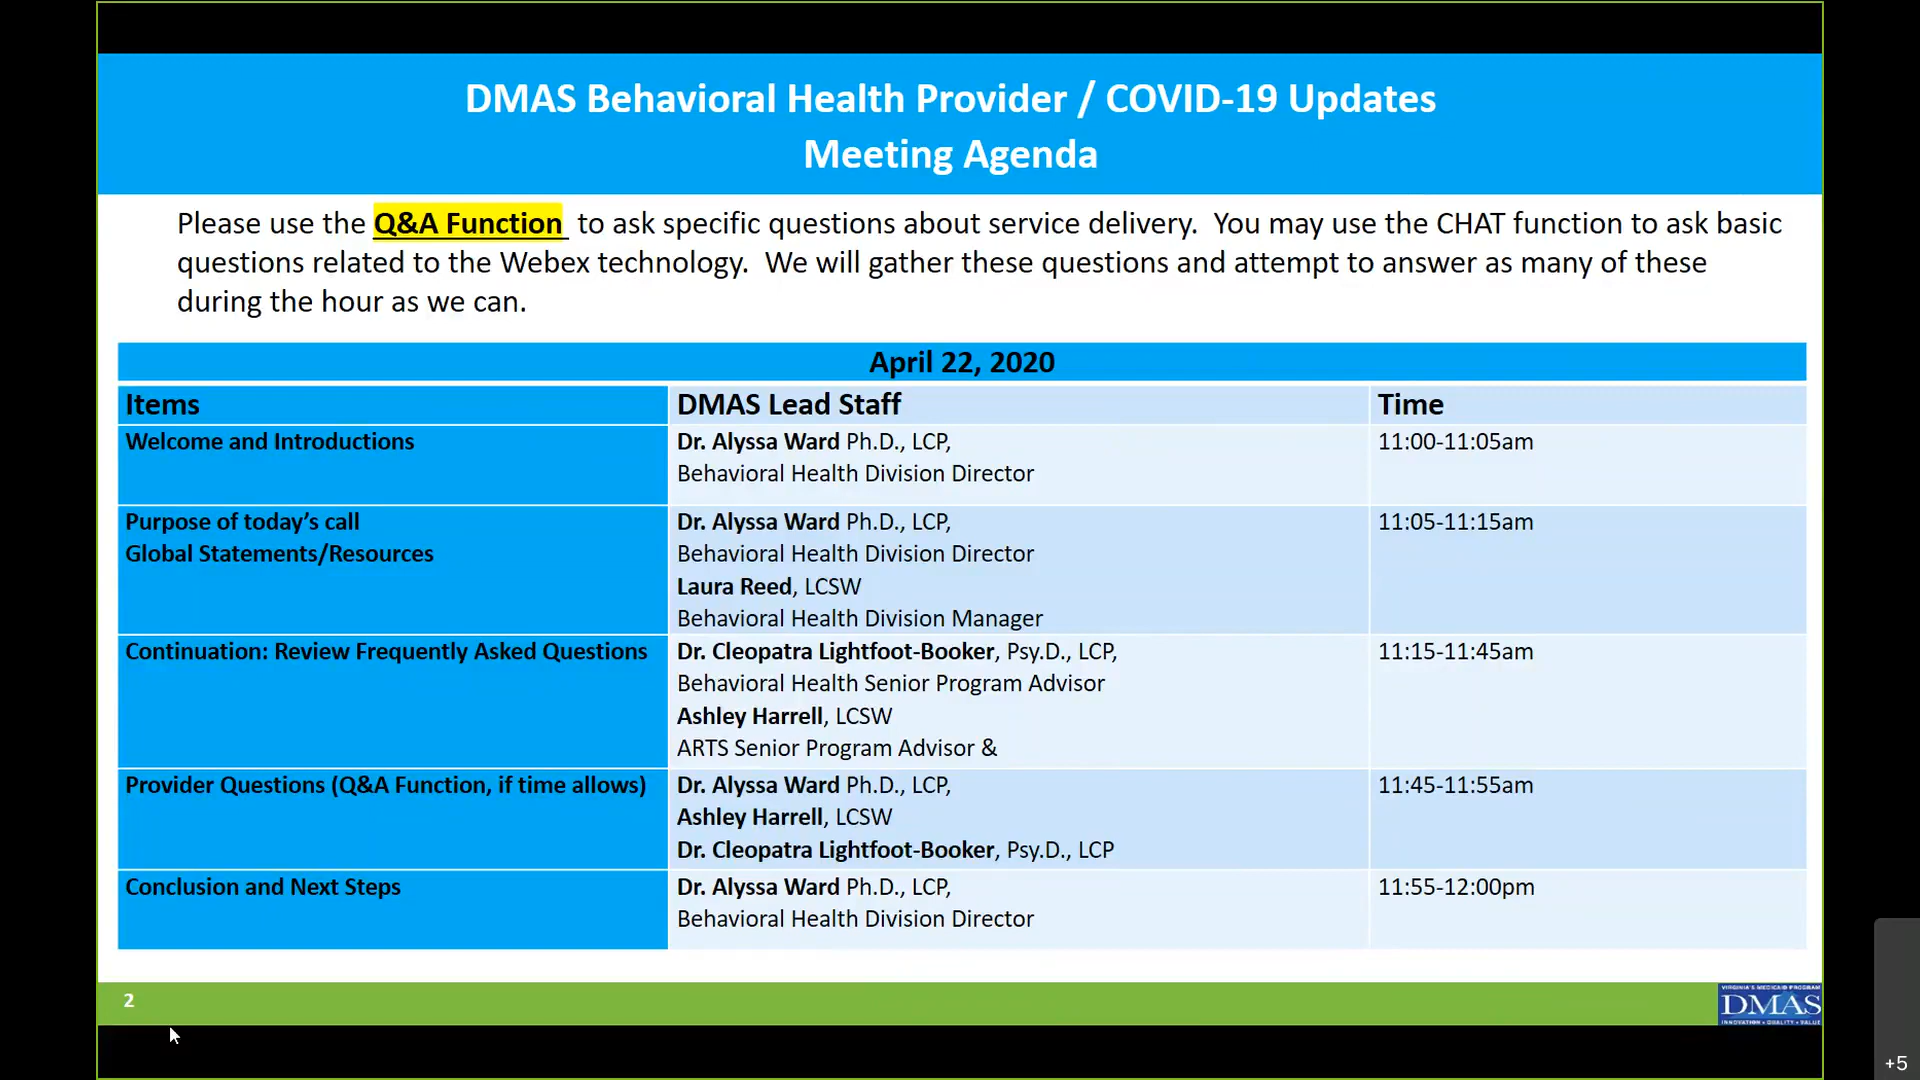 DMAS Behavioral Health Provider / COVID-19 Updates
Meeting Agenda
Please use the Q&A Function to ask specific questions about service delivery. You may use the CHAT function to ask basic
questions related to the Webex technology. We will gather these questions and attempt to answer as many of these
during the hour as we can.
April 22, 2020
Items DMAS Lead Staff Time
Welcome and Introductions Dr. Alyssa Ward Ph.D., LCP, 11:00-11:05am
Behavioral Health Division Director
Purpose of today's call Dr. Alyssa Ward Ph.D., LCP, 11:05-11:15am
Global Statements/Resources Behavioral Health Division Director
Laura Reed, LCSW
Behavioral Health Division Manager
Continuation: Review Frequently Asked Questions Dr. Cleopatra Lightfoot-Booker, Psy.D., LCP, 11:15-11:45am
Behavioral Health Senior Program Advisor
Ashley Harrell, LCSW
ARTS Senior Program Advisor &
Provider Questions (Q&A Function, if time allows) Dr. Alyssa Ward Ph.D., LCP, 11:45-11:55am
Ashley Harrell, LCSW
Dr. Cleopatra Lightfoot-Booker, Psy.D., LCP
Conclusion and Next Steps Dr. Alyssa Ward Ph.D., LCP, 11:55-12:00pm
Behavioral Health Division Director
2
VIRGINIA'S MEDICAID PROGRAM
DMAS
INNOVATION • QUALITY • VALUE
+5